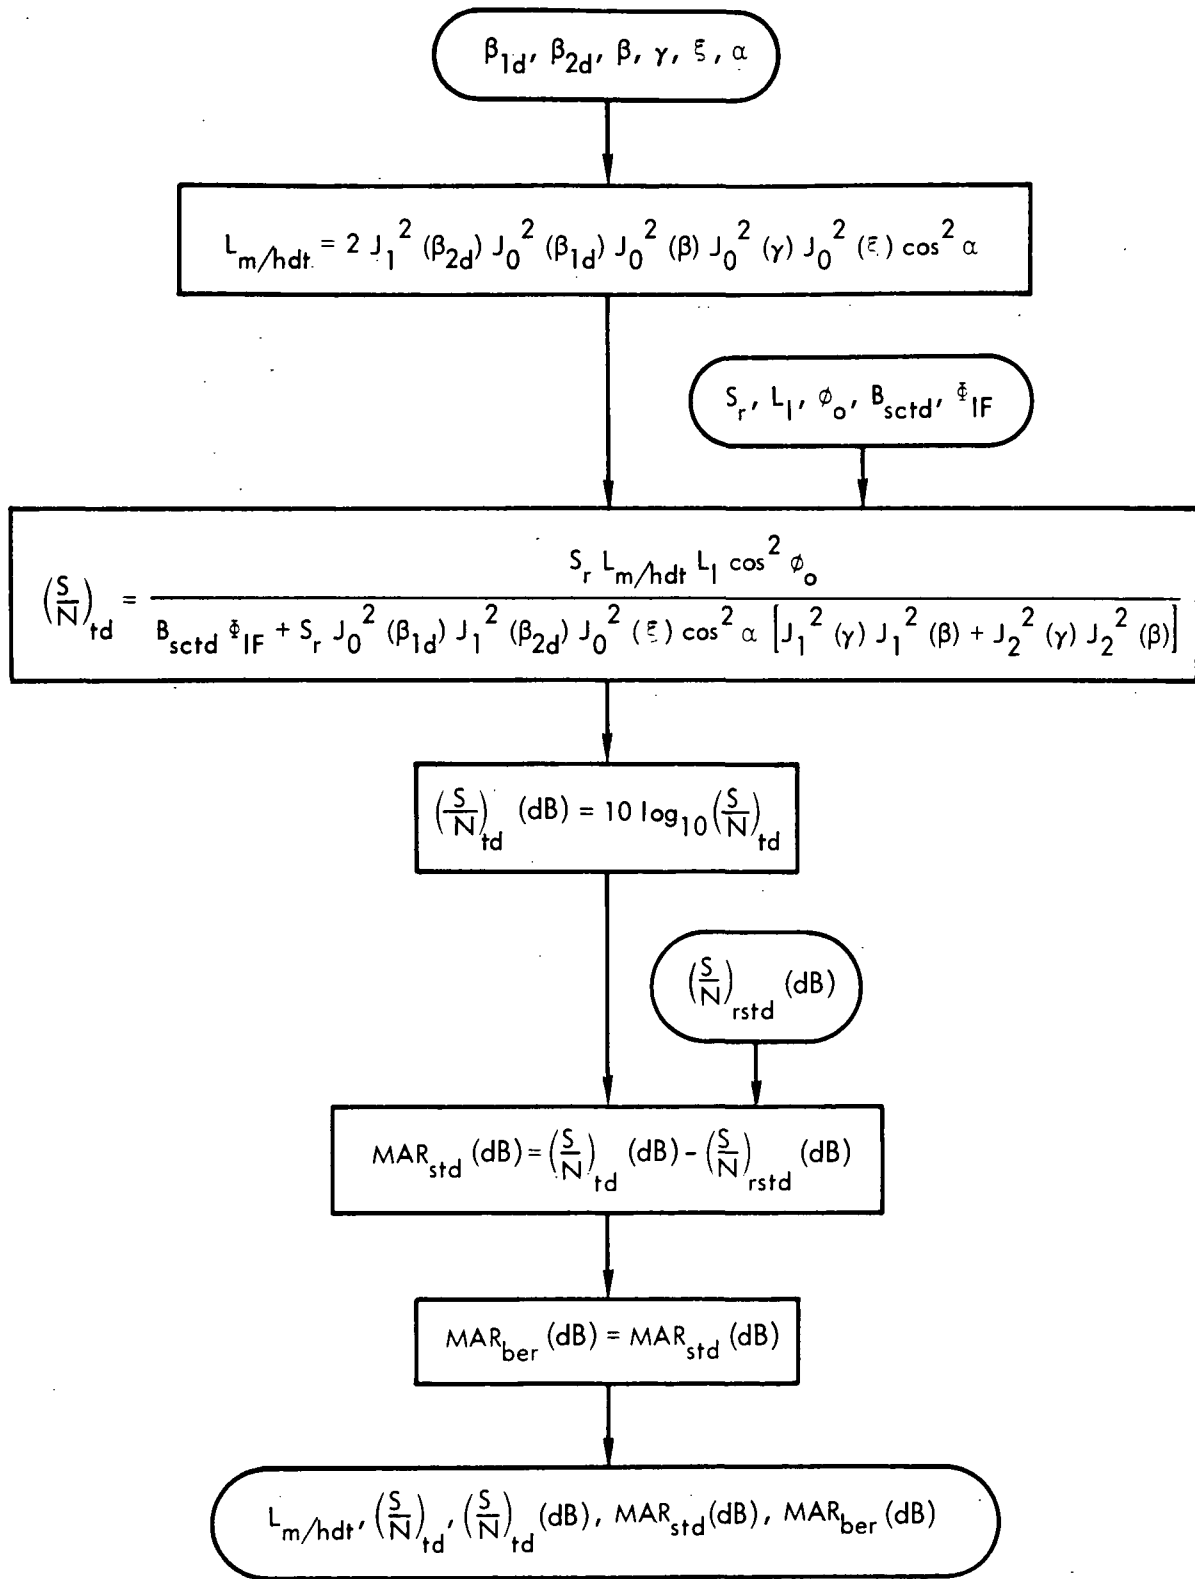 β1d, β2d, β, γ, ξ, α
Lm/hdt = 2 J1² (β2d) J0² (β1d) J0² (β) J0² (γ) J0² (ξ) cos² α
Sr, Ll, ϕo, Bsctd, ΦIF
(S/N)td = Sr Lm/hdt Ll cos² ϕo / Bsctd ΦIF + Sr J0² (β1d) J1² (β2d) J0² (ξ) cos² α [J1² (γ) J1² (β) + J2² (γ) J2² (β)]
(S/N)td (dB) = 10 log10 (S/N)td
(S/N)rstd (dB)
MARstd (dB) = (S/N)td (dB) - (S/N)rstd (dB)
MARber (dB) = MARstd (dB)
Lm/hdt, (S/N)td, (S/N)td (dB), MARstd(dB), MARber (dB)